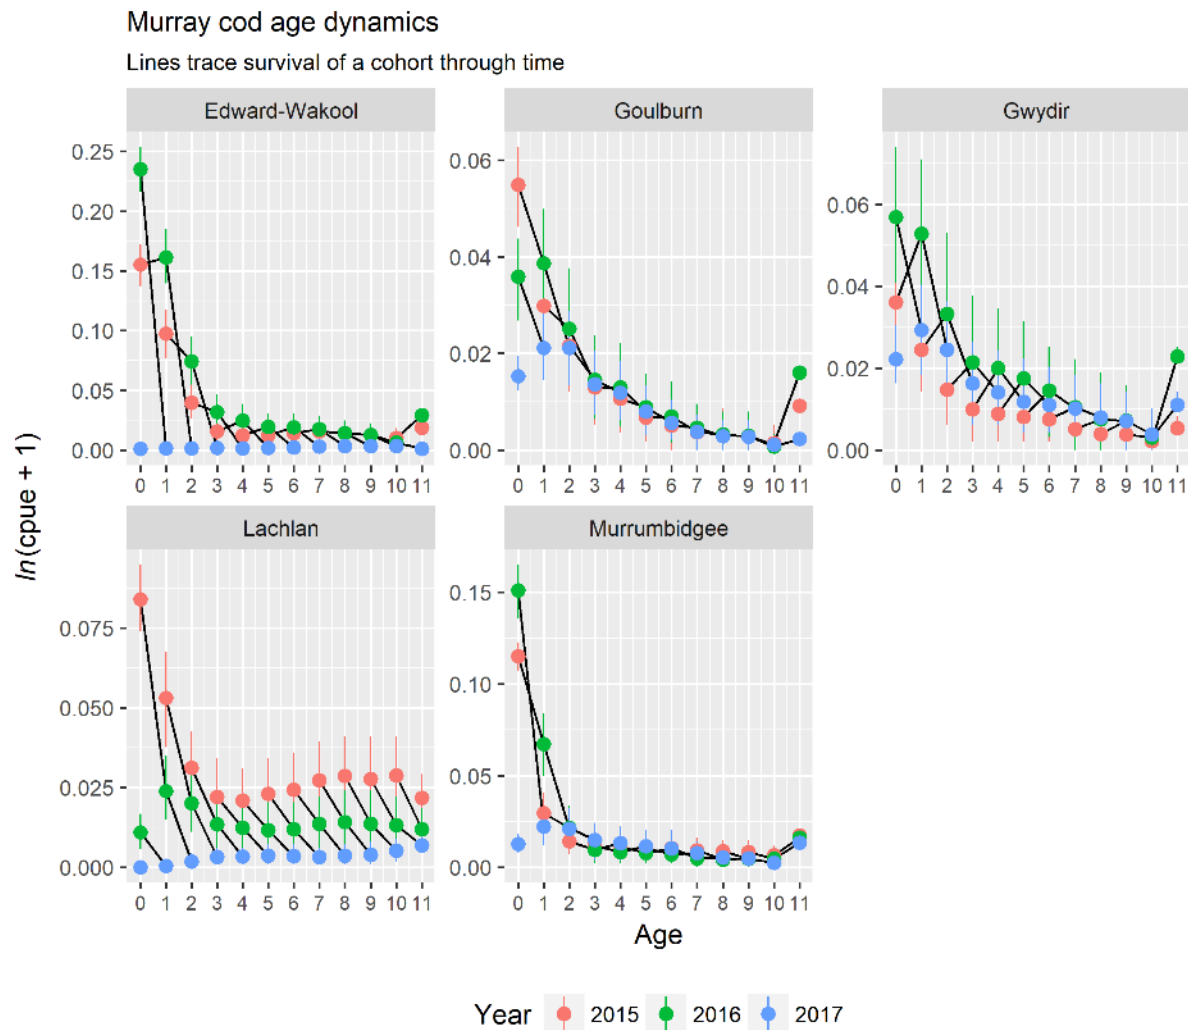 Murray cod age dynamics
Lines trace survival of a cohort through time
Edward-Wakool
Goulburn
Gwydir
0.25
0.20
0.15
0.10
0.05
0.00
0.06
0.04
0.02
0.00
0.06
0.04
0.02
0.00
0 1 2 3 4 5 6 7 8 9 10 11
0 1 2 3 4 5 6 7 8 9 10 11
0 1 2 3 4 5 6 7 8 9 10 11
ln(cpue + 1)
Lachlan
Murrumbidgee
0.075
0.050
0.025
0.000
0.15
0.10
0.05
0.00
0 1 2 3 4 5 6 7 8 9 10 11
0 1 2 3 4 5 6 7 8 9 10 11
Age
Year 2015 2016 2017